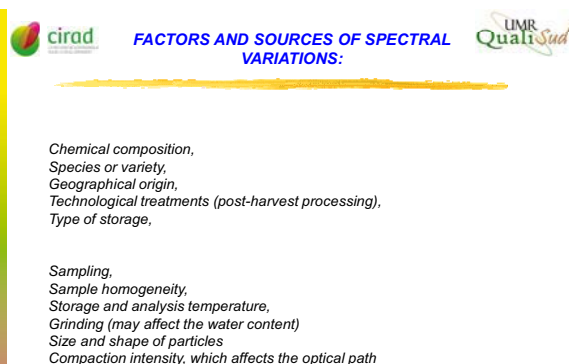 cirad
FACTORS AND SOURCES OF SPECTRAL
VARIATIONS:
UMR
QualiSud
Chemical composition,
Species or variety,
Geographical origin,
Technological treatments (post-harvest processing),
Type of storage,
Sampling,
Sample homogeneity,
Storage and analysis temperature,
Grinding (may affect the water content)
Size and shape of particles
Compaction intensity, which affects the optical path